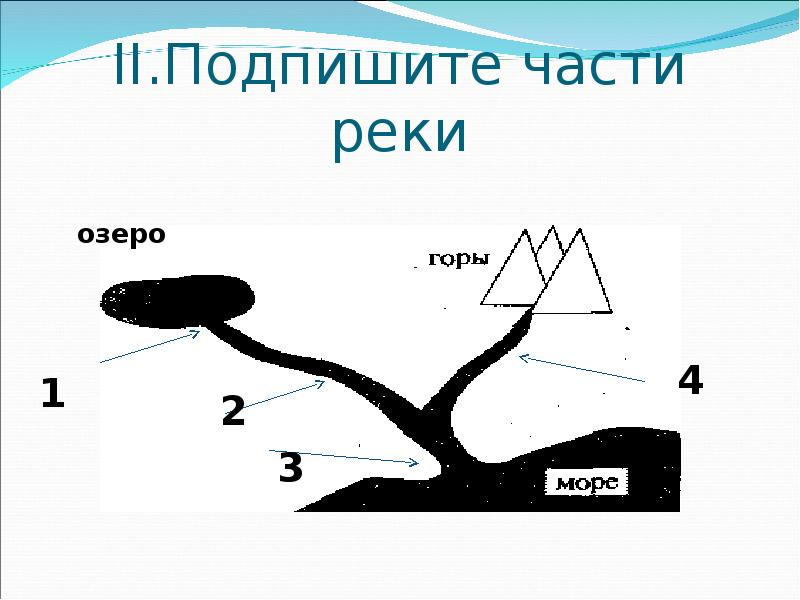 II.Подпишите части
реки
озеро
горы
1
2
3
4
море